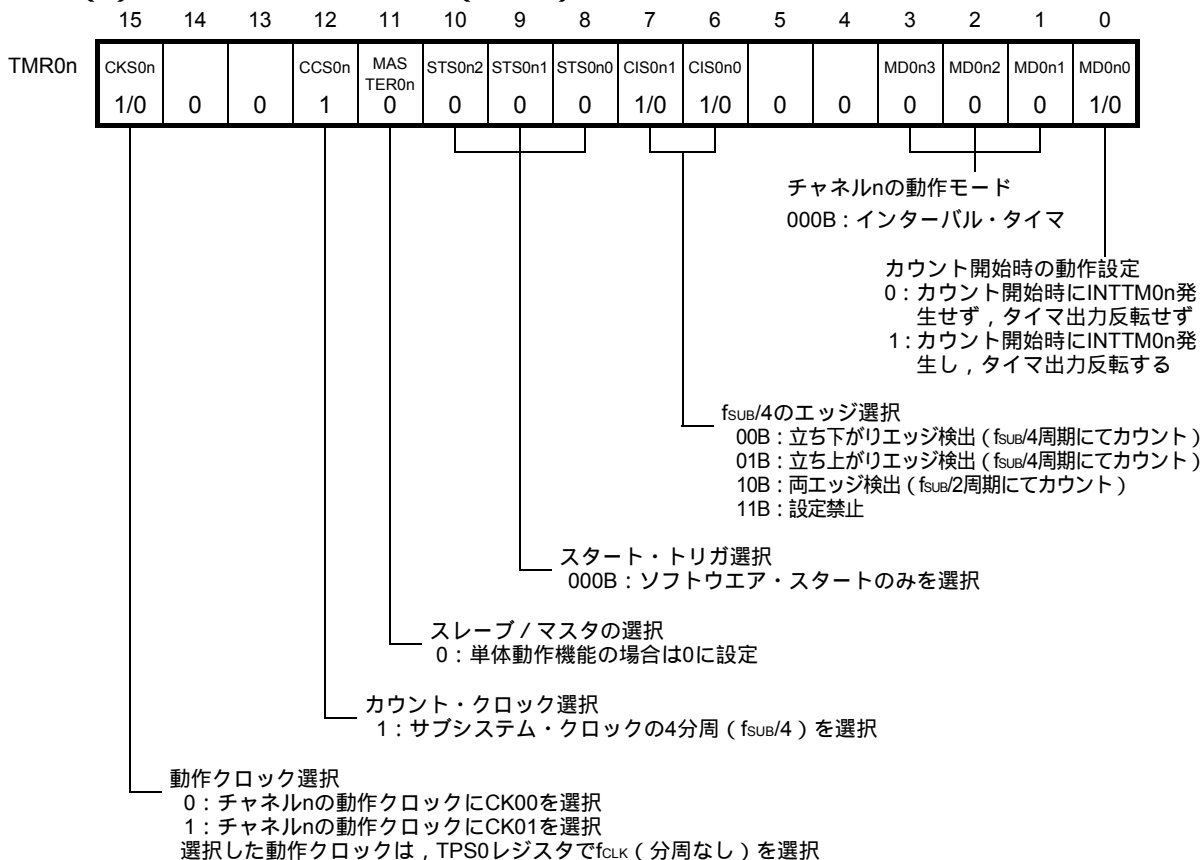 15 14 13 12 11 10 9 8 7 6 5 4 3 2 1 0
TMR0n CKS0n CCS0n MAS TER0n STS0n2 STS0n1 STS0n0 CIS0n1 CIS0n0 MD0n3 MD0n2 MD0n1 MD0n0
1/0 0 0 1 0 0 0 0 1/0 1/0 0 0 0 0 0 1/0
チャネルnの動作モード
000B：インターバル・タイマ
カウント開始時の動作設定
0：カウント開始時にINTTM0n発
生せず，タイマ出力反転せず
1：カウント開始時にINTTM0n発
生し，タイマ出力反転する
fSUB/4のエッジ選択
00B：立ち下がりエッジ検出（fSUB/4周期にてカウント）
01B：立ち上がりエッジ検出（fSUB/4周期にてカウント）
10B：両エッジ検出（fSUB/2周期にてカウント）
11B：設定禁止
スタート・トリガ選択
000B：ソフトウエア・スタートのみを選択
スレーブ／マスタの選択
0：単体動作機能の場合は0に設定
カウント・クロック選択
1：サブシステム・クロックの4分周（fSUB/4）を選択
動作クロック選択
0：チャネルnの動作クロックにCK00を選択
1：チャネルnの動作クロックにCK01を選択
選択した動作クロックは，TPS0レジスタでfCLK（分周なし）を選択